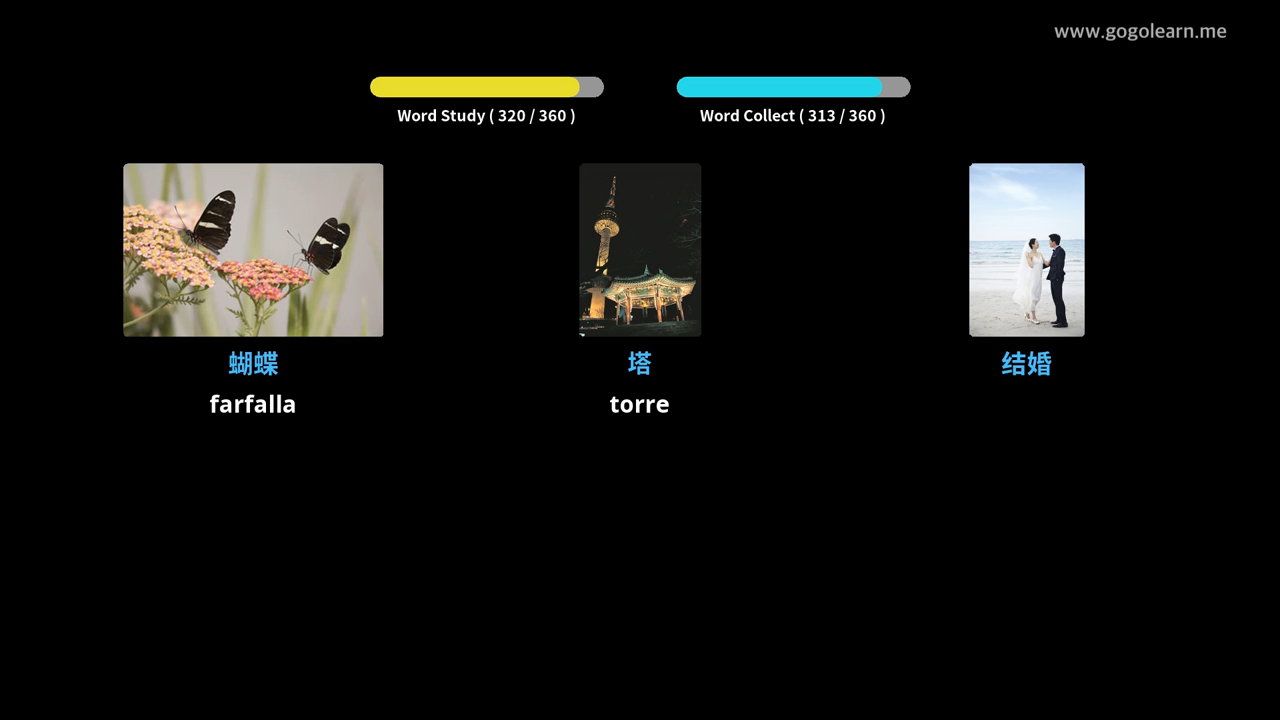 www.gogolearn.me
Word Study ( 320 / 360 )
Word Collect ( 313 / 360 )
蝴蝶
塔
结婚
farfalla
torre